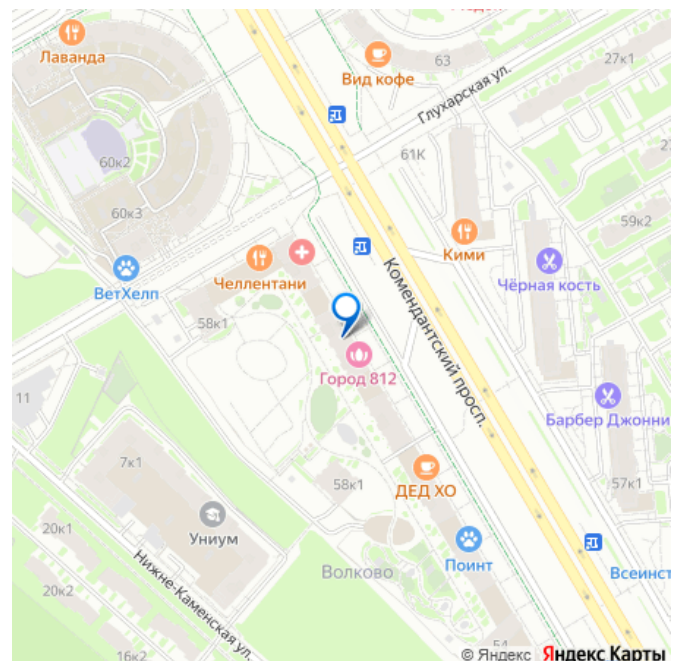 Лаванда
Вид кофе
63
27к1
Глухарская ул.
60к2
61К
60к3
59к2
Кими
Чёрная кость
ВетХелп
Челлентани
Комендантский просп.
58к1
Город 812
11
Барбер Джонни
7к1
58к1
ДЕД ХО
57к1
Униум
20к1
Поинт
Волково
Всеинст
Нижне-Каменская ул.
20к2
16к2
54
© Яндекс Яндекс Карты